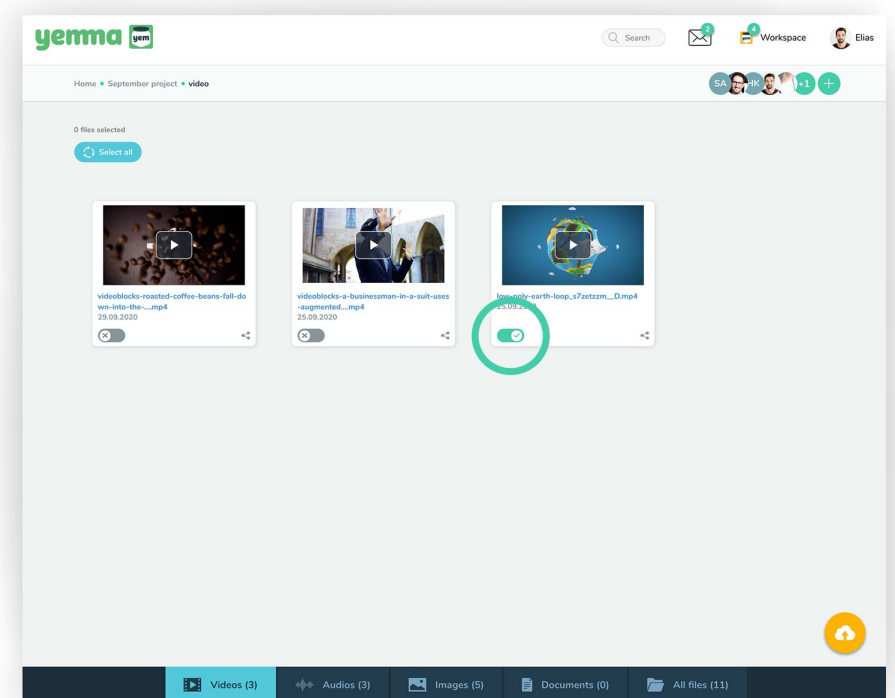 yemma yem
Search
2
4
Workspace
Elias
Home • September project • video
SA
HK
+1
0 files selected
Select all
videoblocks-roasted-coffee-beans-fall-do
wn-into-the-....mp4
29.09.2020
videoblocks-a-businessman-in-a-suit-uses
-augmented....mp4
25.09.2020
low-poly-earth-loop_s7zetzzm__D.mp4
25.09.2020
Videos (3)
Audios (3)
Images (5)
Documents (0)
All files (11)